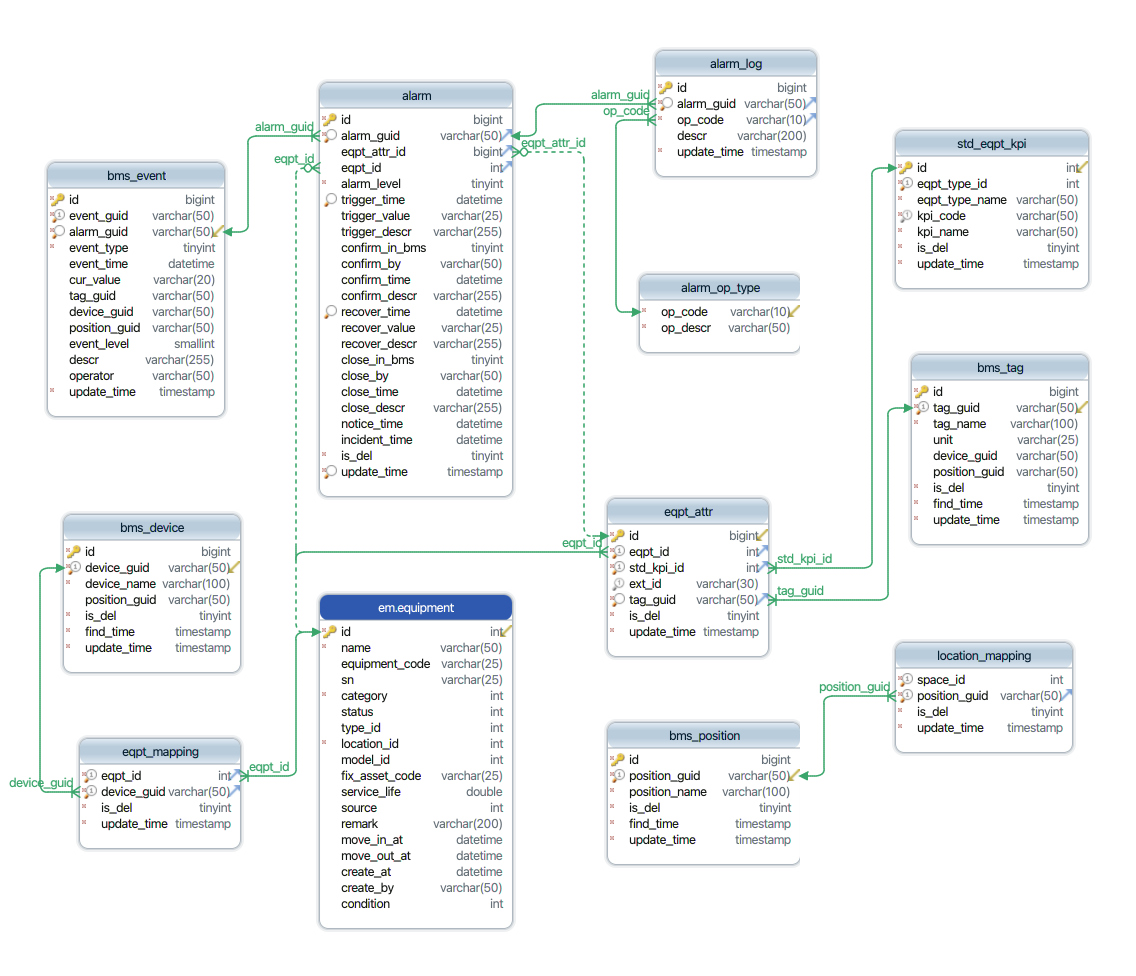 alarm
id bigint
alarm_guid varchar(50)
eqpt_attr_id bigint
eqpt_id int
alarm_level tinyint
trigger_time datetime
trigger_value varchar(25)
trigger_descr varchar(255)
confirm_in_bms tinyint
confirm_by varchar(50)
confirm_time datetime
confirm_descr varchar(255)
recover_time datetime
recover_value varchar(25)
recover_descr varchar(255)
close_in_bms tinyint
close_by varchar(50)
close_time datetime
close_descr varchar(255)
notice_time datetime
incident_time datetime
is_del tinyint
update_time timestamp
alarm_log
id bigint
alarm_guid varchar(50)
op_code varchar(10)
descr varchar(200)
update_time timestamp
alarm_guid
op_code
eqpt_attr_id
alarm_guid
eqpt_id
std_eqpt_kpi
id int
eqpt_type_id int
eqpt_type_name varchar(50)
kpi_code varchar(50)
kpi_name varchar(50)
is_del tinyint
update_time timestamp
bms_event
id bigint
event_guid varchar(50)
alarm_guid varchar(50)
event_type tinyint
event_time datetime
cur_value varchar(20)
tag_guid varchar(50)
device_guid varchar(50)
position_guid varchar(50)
event_level smallint
descr varchar(255)
operator varchar(50)
update_time timestamp
alarm_op_type
op_code varchar(10)
op_descr varchar(50)
bms_tag
id bigint
tag_guid varchar(50)
tag_name varchar(100)
unit varchar(25)
device_guid varchar(50)
position_guid varchar(50)
is_del tinyint
find_time timestamp
update_time timestamp
eqpt_attr
id bigint
eqpt_id int
std_kpi_id int
ext_id varchar(30)
tag_guid varchar(50)
is_del tinyint
update_time timestamp
eqpt_id
std_kpi_id
tag_guid
bms_device
id bigint
device_guid varchar(50)
device_name varchar(100)
position_guid varchar(50)
is_del tinyint
find_time timestamp
update_time timestamp
em.equipment
id int
name varchar(50)
equipment_code varchar(25)
sn varchar(25)
category int
status int
type_id int
location_id int
model_id int
fix_asset_code varchar(25)
service_life double
source int
remark varchar(200)
move_in_at datetime
move_out_at datetime
create_at datetime
create_by varchar(50)
condition int
location_mapping
space_id int
position_guid varchar(50)
is_del tinyint
update_time timestamp
position_guid
bms_position
id bigint
position_guid varchar(50)
position_name varchar(100)
is_del tinyint
find_time timestamp
update_time timestamp
eqpt_mapping
eqpt_id int
device_guid varchar(50)
is_del tinyint
update_time timestamp
eqpt_id
device_guid